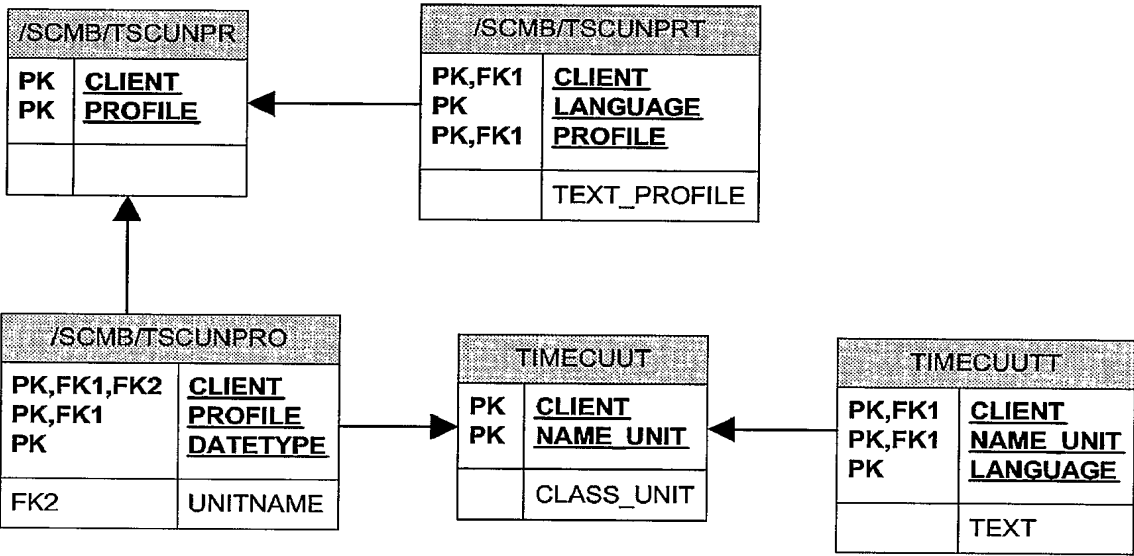 /SCMB/TSCUNPR
PK CLIENT
PK PROFILE
/SCMB/TSCUNPRT
PK,FK1 CLIENT
PK LANGUAGE
PK,FK1 PROFILE
TEXT_PROFILE
/SCMB/TSCUNPRO
PK,FK1,FK2 CLIENT
PK,FK1 PROFILE
PK DATETYPE
FK2 UNITNAME
TIMECUUT
PK CLIENT
PK NAME_UNIT
CLASS_UNIT
TIMECUUTT
PK,FK1 CLIENT
PK,FK1 NAME_UNIT
PK LANGUAGE
TEXT